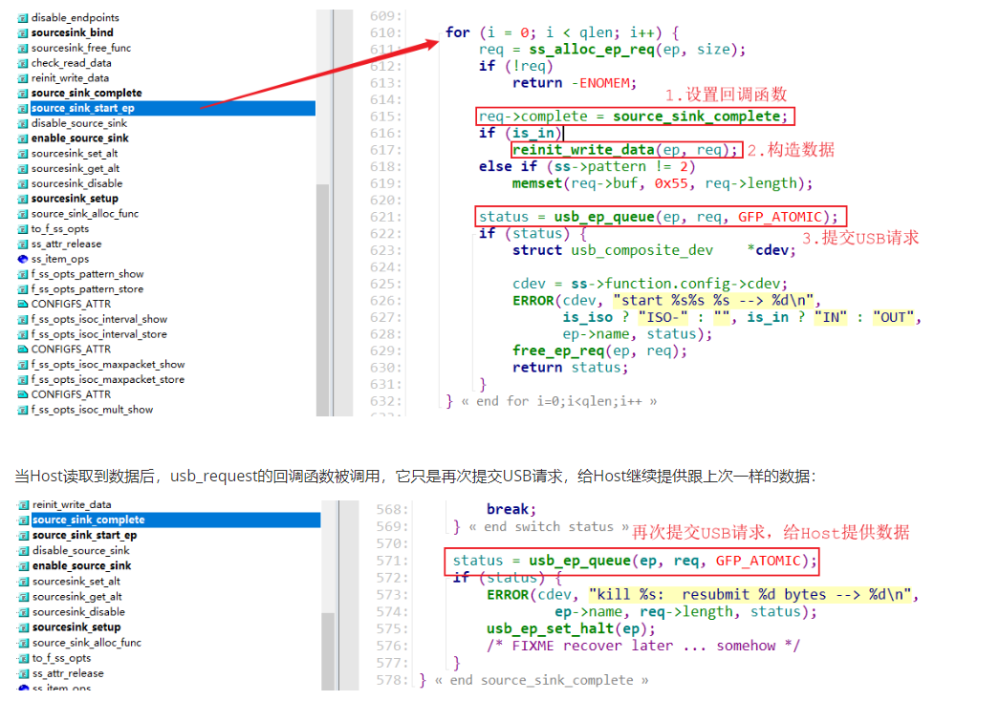 disable_endpoints
sourcesink_bind
sourcesink_free_func
check_read_data
reinit_write_data
source_sink_complete
source_sink_start_ep
disable_source_sink
enable_source_sink
sourcesink_set_alt
sourcesink_get_alt
sourcesink_disable
sourcesink_setup
source_sink_alloc_func
to_f_ss_opts
ss_attr_release
ss_item_ops
f_ss_opts_pattern_show
f_ss_opts_pattern_store
CONFIGFS_ATTR
f_ss_opts_isoc_interval_show
f_ss_opts_isoc_interval_store
CONFIGFS_ATTR
f_ss_opts_isoc_maxpacket_show
f_ss_opts_isoc_maxpacket_store
CONFIGFS_ATTR
f_ss_opts_isoc_mult_show
609:
610: for (i = 0; i < qlen; i++) {
611: req = ss_alloc_ep_req(ep, size);
612: if (!req)
613: return -ENOMEM;
614: 1.设置回调函数
615: req->complete = source_sink_complete;
616: if (is_in)
617: reinit_write_data(ep, req); 2.构造数据
618: else if (ss->pattern != 2)
619: memset(req->buf, 0x55, req->length);
620:
621: status = usb_ep_queue(ep, req, GFP_ATOMIC);
622: if (status) { 3.提交USB请求
623: struct usb_composite_dev *cdev;
624:
625: cdev = ss->function.config->cdev;
626: ERROR(cdev, "start %s%s %s --> %d\n",
627: is_iso ? "ISO-" : "", is_in ? "IN" : "OUT",
628: ep->name, status);
629: free_ep_req(ep, req);
630: return status;
631: }
632: } « end for i=0;i<qlen;i++ »
当Host读取到数据后，usb_request的回调函数被调用，它只是再次提交USB请求，给Host继续提供跟上次一样的数据：
reinit_write_data
source_sink_complete
source_sink_start_ep
disable_source_sink
enable_source_sink
sourcesink_set_alt
sourcesink_get_alt
sourcesink_disable
sourcesink_setup
source_sink_alloc_func
to_f_ss_opts
ss_attr_release
ss_item_ops
568: break;
569: } « end switch status » 再次提交USB请求，给Host提供数据
570:
571: status = usb_ep_queue(ep, req, GFP_ATOMIC);
572: if (status) {
573: ERROR(cdev, "kill %s:  resubmit %d bytes --> %d\n",
574: ep->name, req->length, status);
575: usb_ep_set_halt(ep);
576: /* FIXME recover later ... somehow */
577: }
578: } « end source_sink_complete »